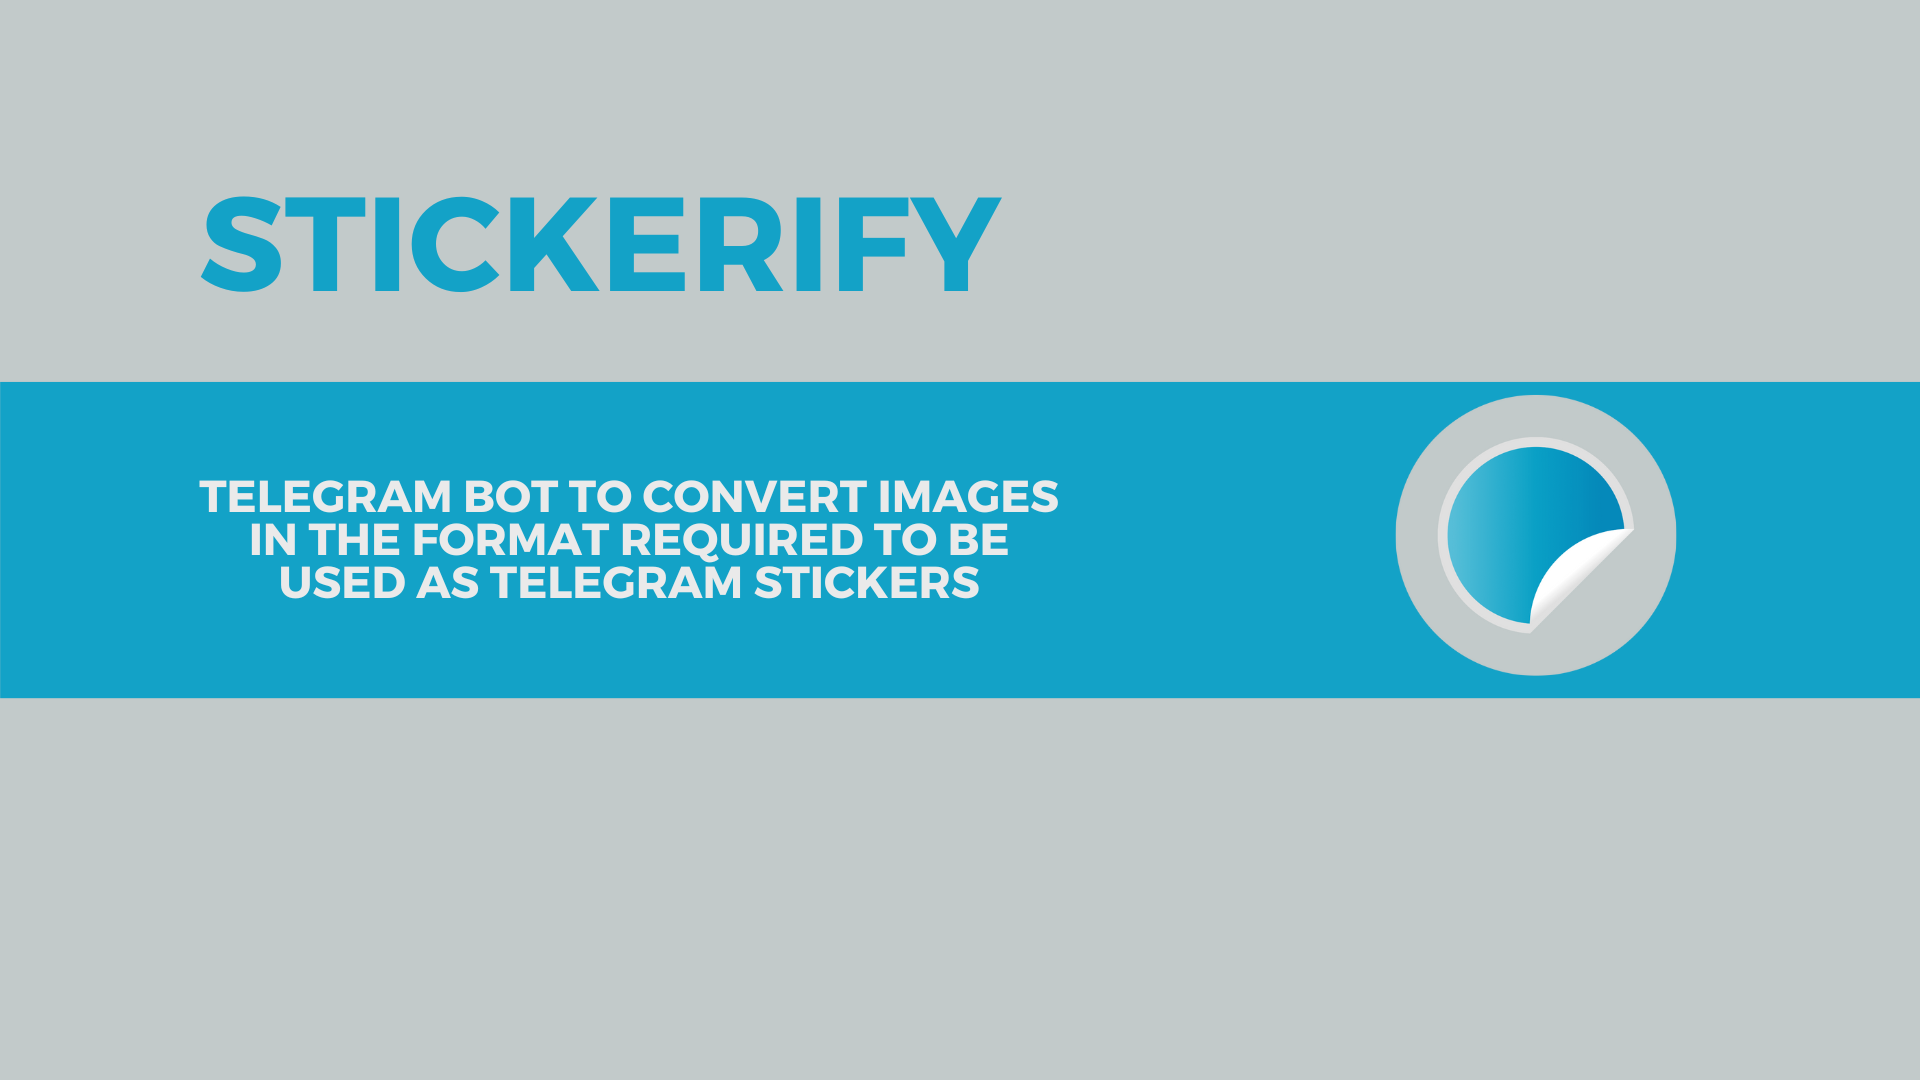 STICKERIFY
TELEGRAM BOT TO CONVERT IMAGES
IN THE FORMAT REQUIRED TO BE
USED AS TELEGRAM STICKERS